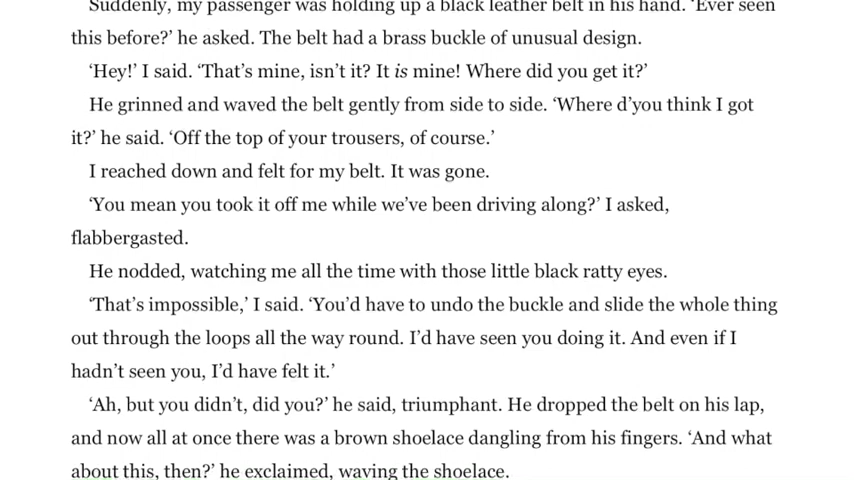 Suddenly, my passenger was holding up a black leather belt in his hand. ‘Ever seen
this before?’ he asked. The belt had a brass buckle of unusual design.
‘Hey!’ I said. ‘That’s mine, isn’t it? It is mine! Where did you get it?’
He grinned and waved the belt gently from side to side. ‘Where d’you think I got
it?’ he said. ‘Off the top of your trousers, of course.’
I reached down and felt for my belt. It was gone.
‘You mean you took it off me while we’ve been driving along?’ I asked,
flabbergasted.
He nodded, watching me all the time with those little black ratty eyes.
‘That’s impossible,’ I said. ‘You’d have to undo the buckle and slide the whole thing
out through the loops all the way round. I’d have seen you doing it. And even if I
hadn’t seen you, I’d have felt it.’
‘Ah, but you didn’t, did you?’ he said, triumphant. He dropped the belt on his lap,
and now all at once there was a brown shoelace dangling from his fingers. ‘And what
about this, then?’ he exclaimed, waving the shoelace.